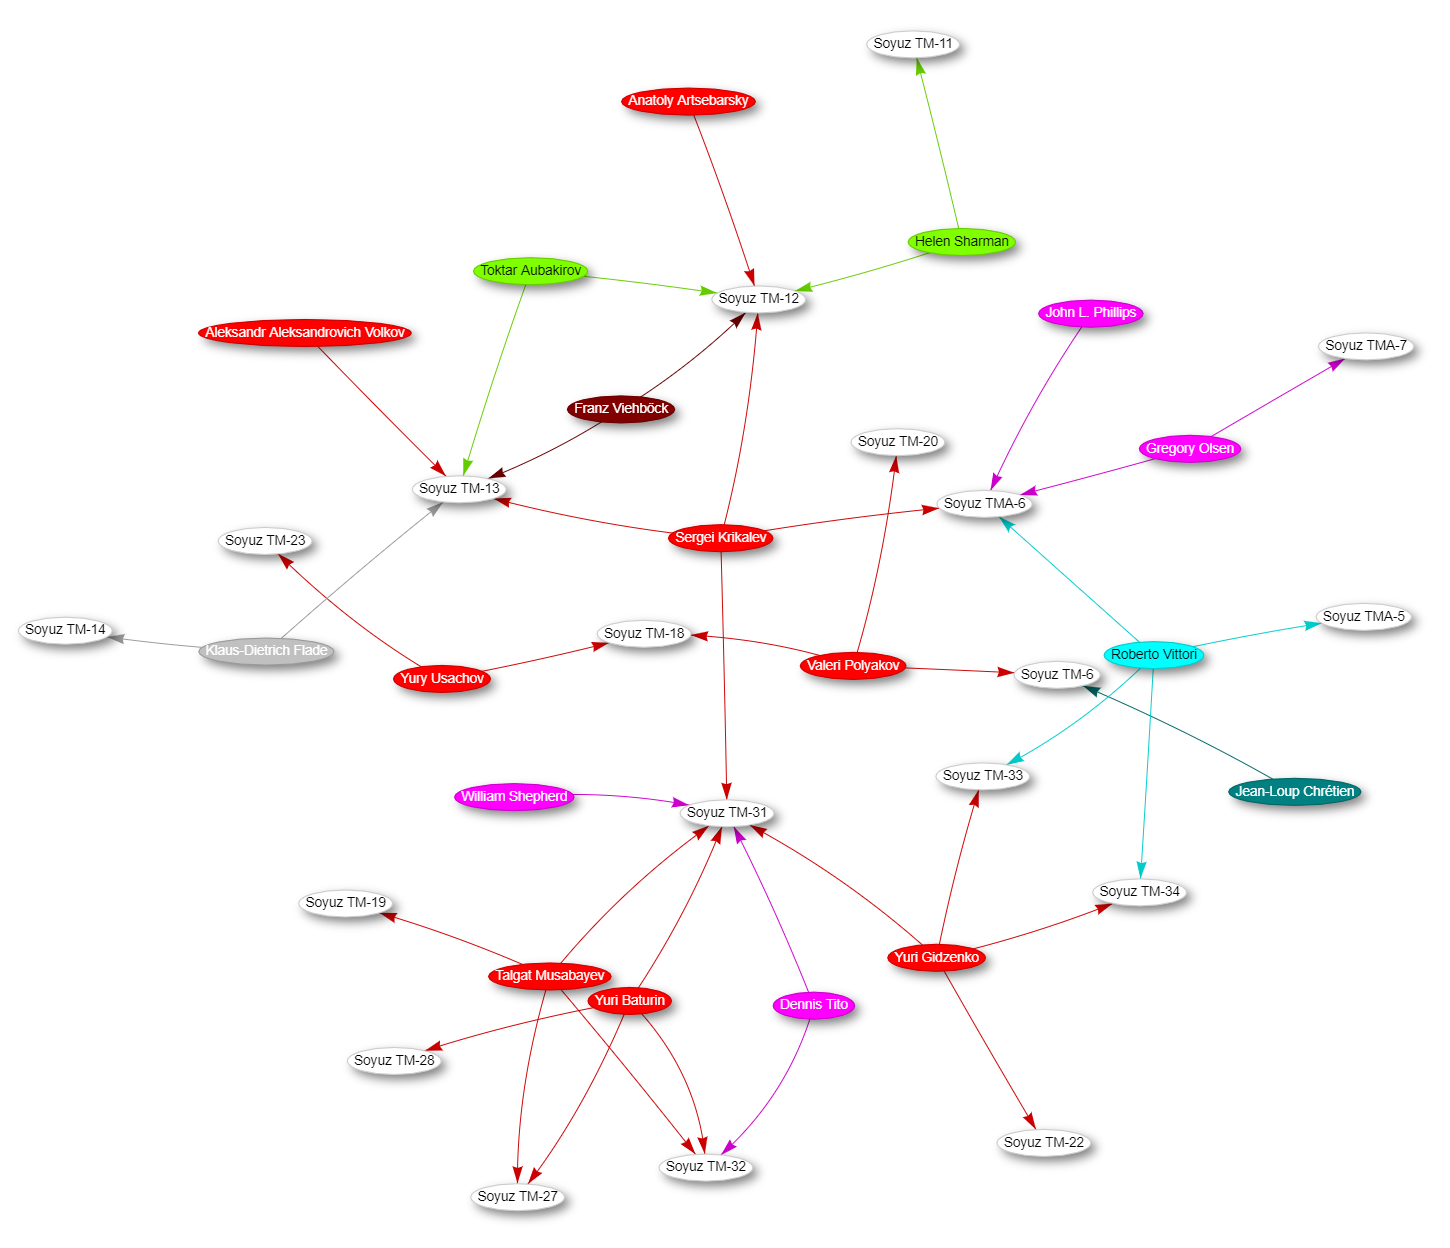 Soyuz TM-11
Anatoly Artsebarsky
Helen Sharman
Toktar Aubakirov
Soyuz TM-12
John L. Phillips
Aleksandr Aleksandrovich Volkov
Soyuz TMA-7
Franz Viehböck
Soyuz TM-20
Gregory Olsen
Soyuz TM-13
Soyuz TMA-6
Sergei Krikalev
Soyuz TM-23
Soyuz TMA-5
Soyuz TM-14
Soyuz TM-18
Klaus-Dietrich Flade
Roberto Vittori
Valeri Polyakov
Soyuz TM-6
Yury Usachov
Soyuz TM-33
Jean-Loup Chrétien
William Shepherd
Soyuz TM-31
Soyuz TM-34
Soyuz TM-19
Yuri Gidzenko
Talgat Musabayev
Yuri Baturin
Dennis Tito
Soyuz TM-28
Soyuz TM-22
Soyuz TM-32
Soyuz TM-27